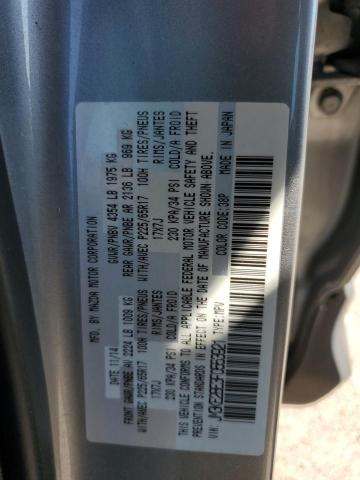 MFD. BY MAZDA MOTOR CORPORATION
DATE: 11/14 GVWR/PNBV 4354 LB 1975 KG
FRONT GAWR/PNBE AV 2224 LB 1009 KG REAR GAWR/PNBE AR 2136 LB 969 KG
WITH/AVEC P225/65R17 100H TIRES/PNEUS WITH/AVEC P225/65R17 100H TIRES/PNEUS
17X7J RIMS/JANTES 17X7J RIMS/JANTES
230 KPA/34 PSI COLD/A FROID 230 KPA/34 PSI COLD/A FROID
THIS VEHICLE CONFORMS TO ALL APPLICABLE FEDERAL MOTOR VEHICLE SAFETY AND THEFT
PREVENTION STANDARDS IN EFFECT ON THE DATE OF MANUFACTURE SHOWN ABOVE.
VIN: TYPE: MPV COLOR CODE: 38P MADE IN JAPAN